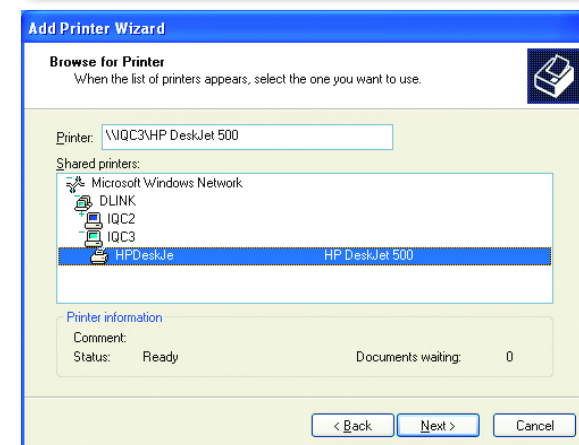 Add Printer Wizard
Browse for Printer
When the list of printers appears, select the one you want to use.
Printer: \\IQC3\HP DeskJet 500
Shared printers:
Microsoft Windows Network
DLINK
IQC2
IQC3
HPDeskJe HP DeskJet 500
Printer information
Comment:
Status: Ready Documents waiting: 0
< Back Next > Cancel